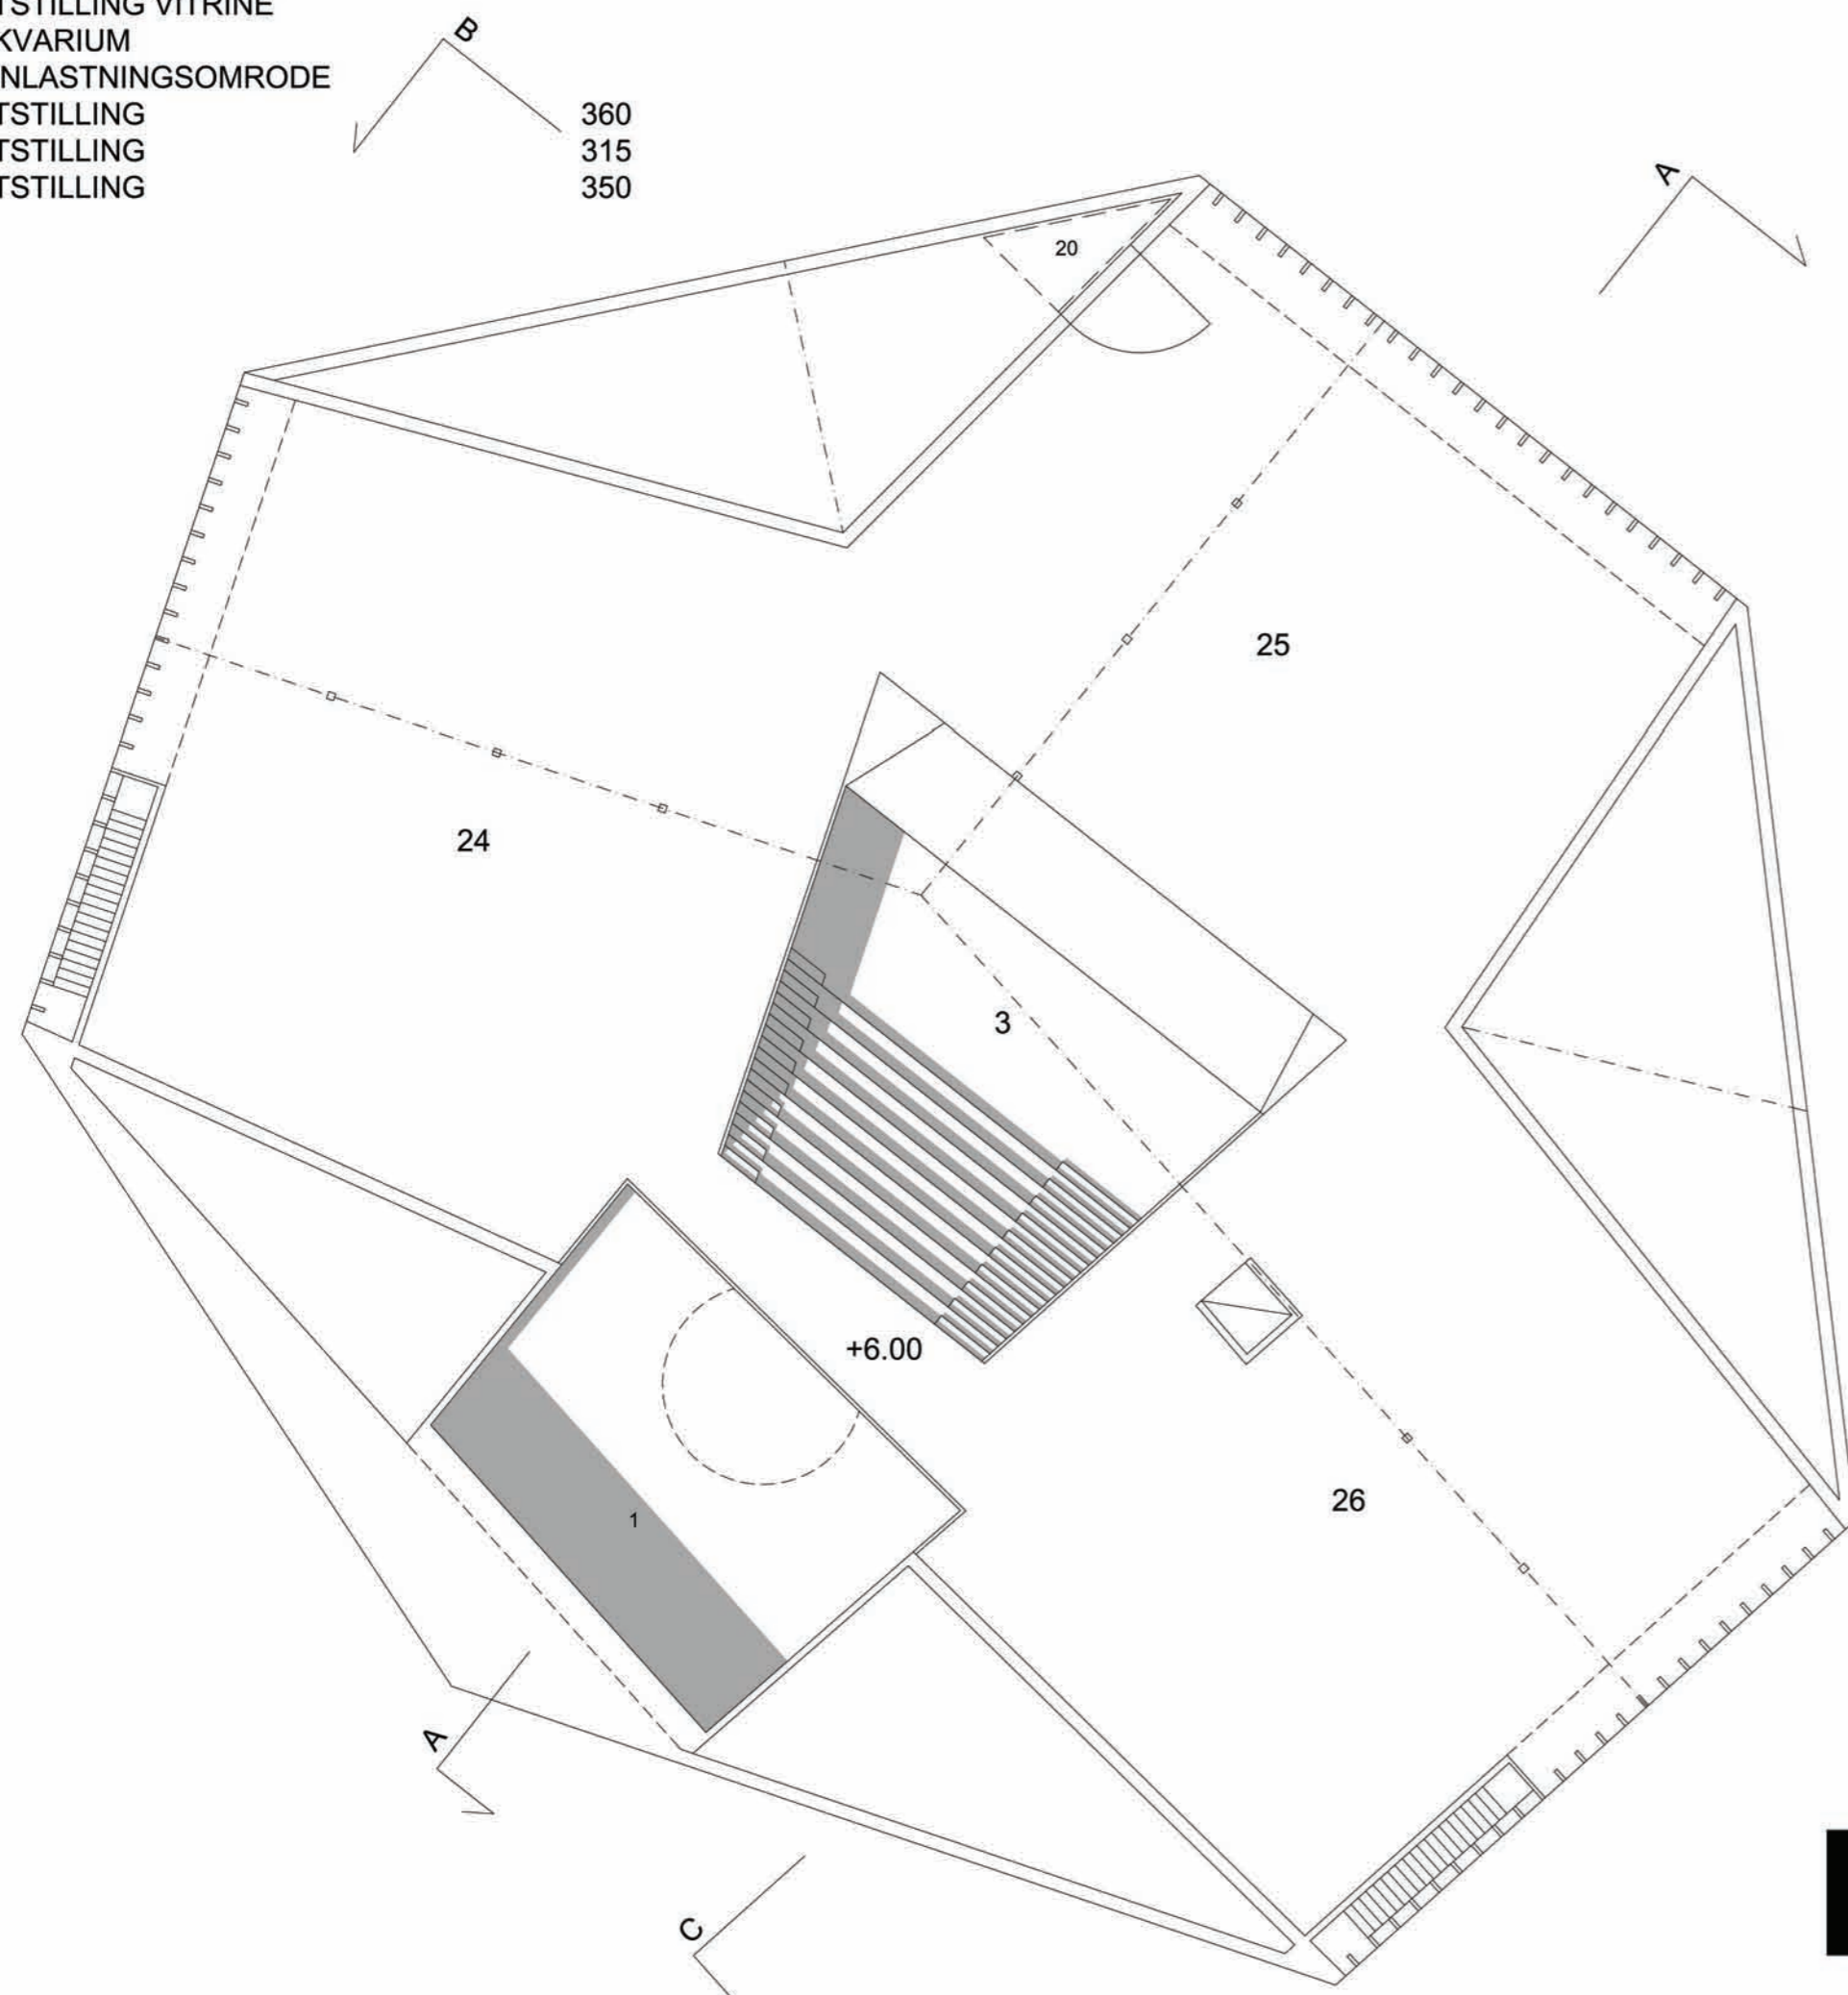 TSTILLING VITRINE
KVARIUM
NLASTNINGSOMRODE
TSTILLING 360
TSTILLING 315
TSTILLING 350
B
A
20
25
24
3
+6.00
26
1
A
C